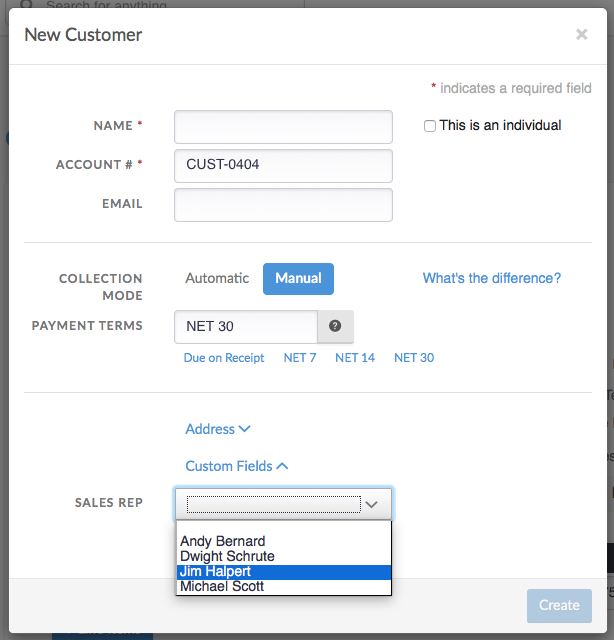 Search for anything
New Customer
×
* indicates a required field
NAME *
This is an individual
ACCOUNT # *
CUST-0404
EMAIL
COLLECTION
MODE
Automatic
Manual
What's the difference?
PAYMENT TERMS
NET 30
?
Due on Receipt NET 7 NET 14 NET 30
Address
Custom Fields
SALES REP
Andy Bernard
Dwight Schrute
Jim Halpert
Michael Scott
Create